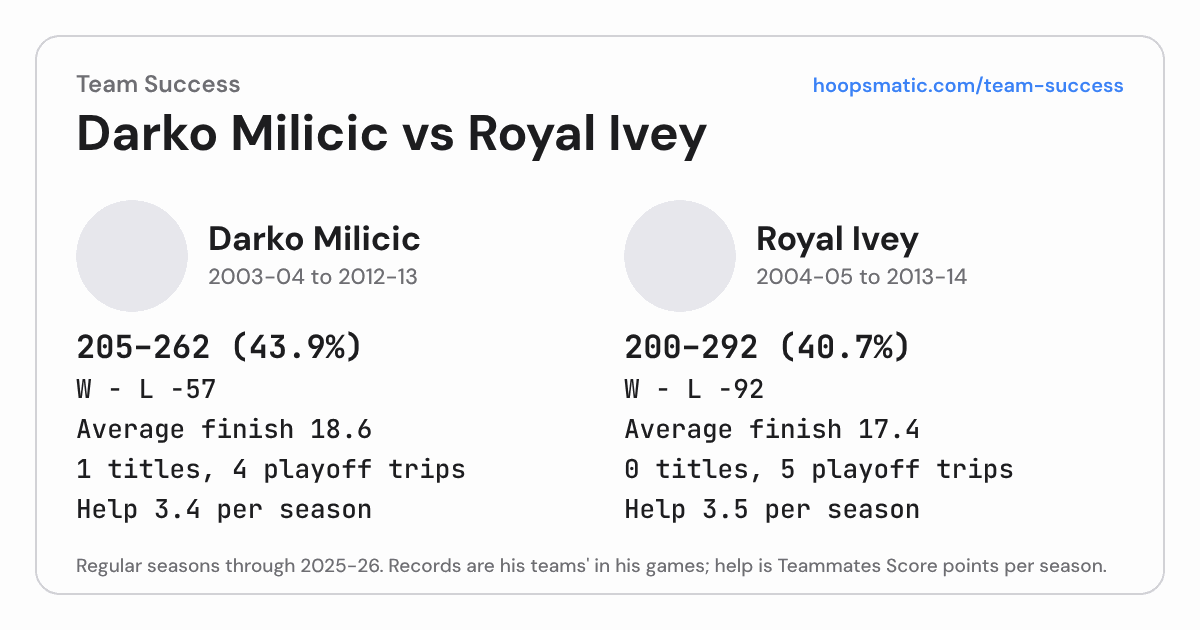 Team Success
hoopsmatic.com/team-success
Darko Milicic vs Royal Ivey
Darko Milicic
2003-04 to 2012-13
205-262 (43.9%)
W - L -57
Average finish 18.6
1 titles, 4 playoff trips
Help 3.4 per season
Royal Ivey
2004-05 to 2013-14
200-292 (40.7%)
W - L -92
Average finish 17.4
0 titles, 5 playoff trips
Help 3.5 per season
Regular seasons through 2025-26. Records are his teams' in his games; help is Teammates Score points per season.